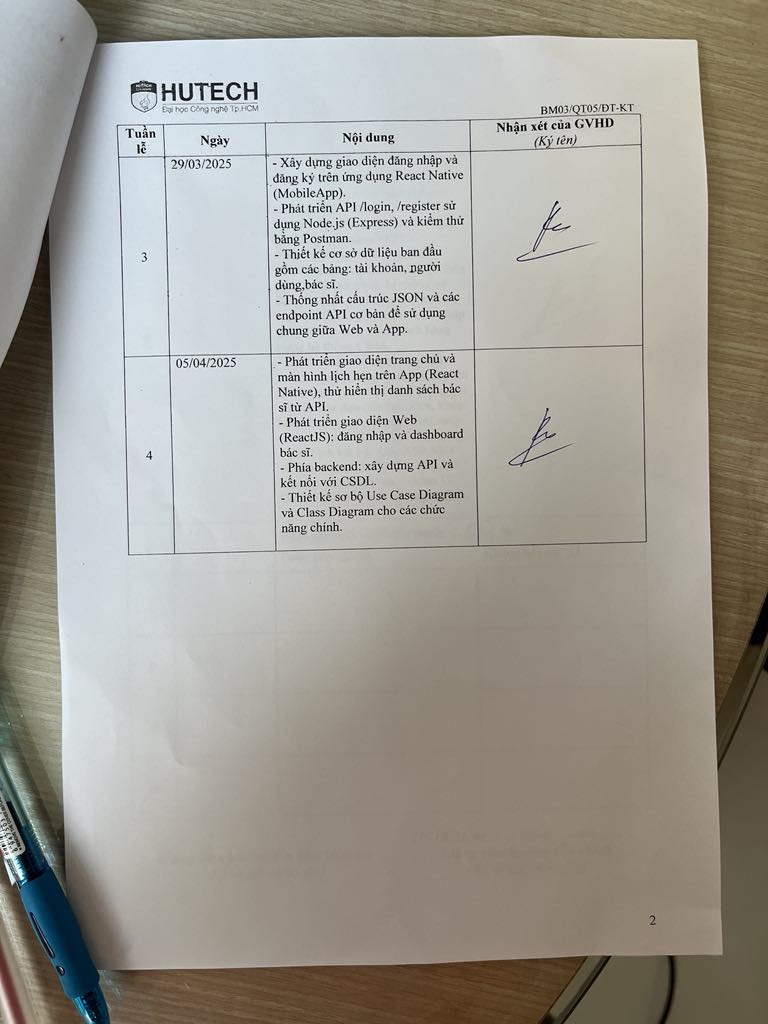 HUTECH
Đại học Công nghệ Tp.HCM
BM03/QT05/ĐT-KT
Tuần lễ
Ngày
Nội dung
Nhận xét của GVHD
(Ký tên)
3
29/03/2025
- Xây dựng giao diện đăng nhập và
đăng ký trên ứng dụng React Native
(MobileApp).
- Phát triển API /login, /register sử
dụng Node.js (Express) và kiểm thử
bằng Postman.
- Thiết kế cơ sở dữ liệu ban đầu
gồm các bảng: tài khoản, người
dùng,bác sĩ.
- Thống nhất cấu trúc JSON và các
endpoint API cơ bản để sử dụng
chung giữa Web và App.
4
05/04/2025
- Phát triển giao diện trang chủ và
màn hình lịch hẹn trên App (React
Native), thử hiển thị danh sách bác
sĩ từ API.
- Phát triển giao diện Web
(ReactJS): đăng nhập và dashboard
bác sĩ.
- Phía backend: xây dựng API và
kết nối với CSDL.
- Thiết kế sơ bộ Use Case Diagram
và Class Diagram cho các chức
năng chính.
2